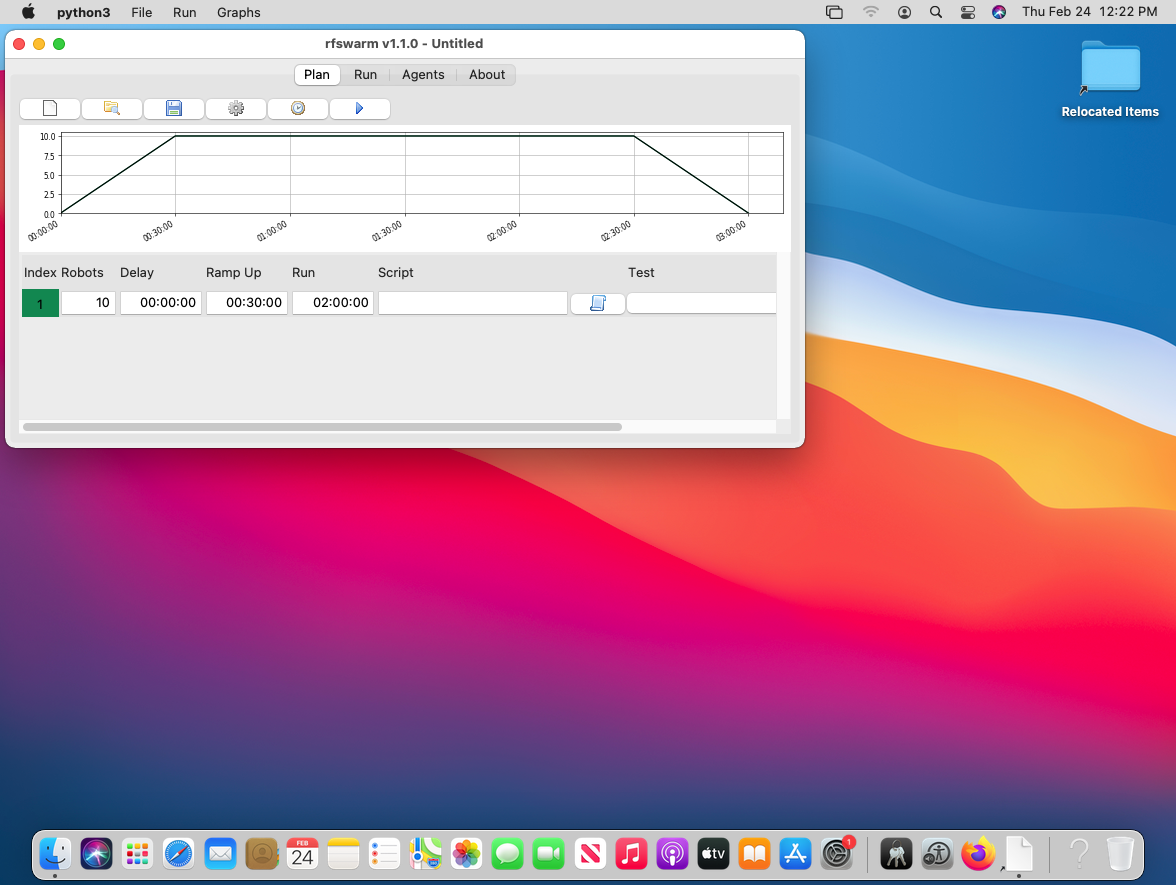 python3 File Run Graphs Thu Feb 24 12:22 PM
rfswarm v1.1.0 - Untitled
Plan Run Agents About
Relocated Items
10.0
7.5
5.0
2.5
0.0
00:00:00 00:30:00 01:00:00 01:30:00 02:00:00 02:30:00 03:00:00
Index Robots Delay Ramp Up Run Script Test
1 10 00:00:00 00:30:00 02:00:00
FEB
24
tv
1